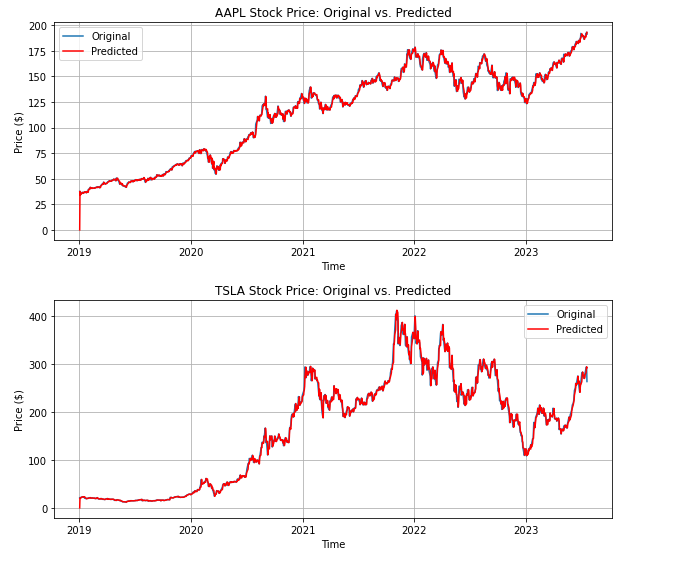 AAPL Stock Price: Original vs. Predicted
200
175
150
125
100
75
50
25
0
Price ($)
Original
Predicted
2019 2020 2021 2022 2023
Time
TSLA Stock Price: Original vs. Predicted
400
300
200
100
0
Price ($)
Original
Predicted
2019 2020 2021 2022 2023
Time